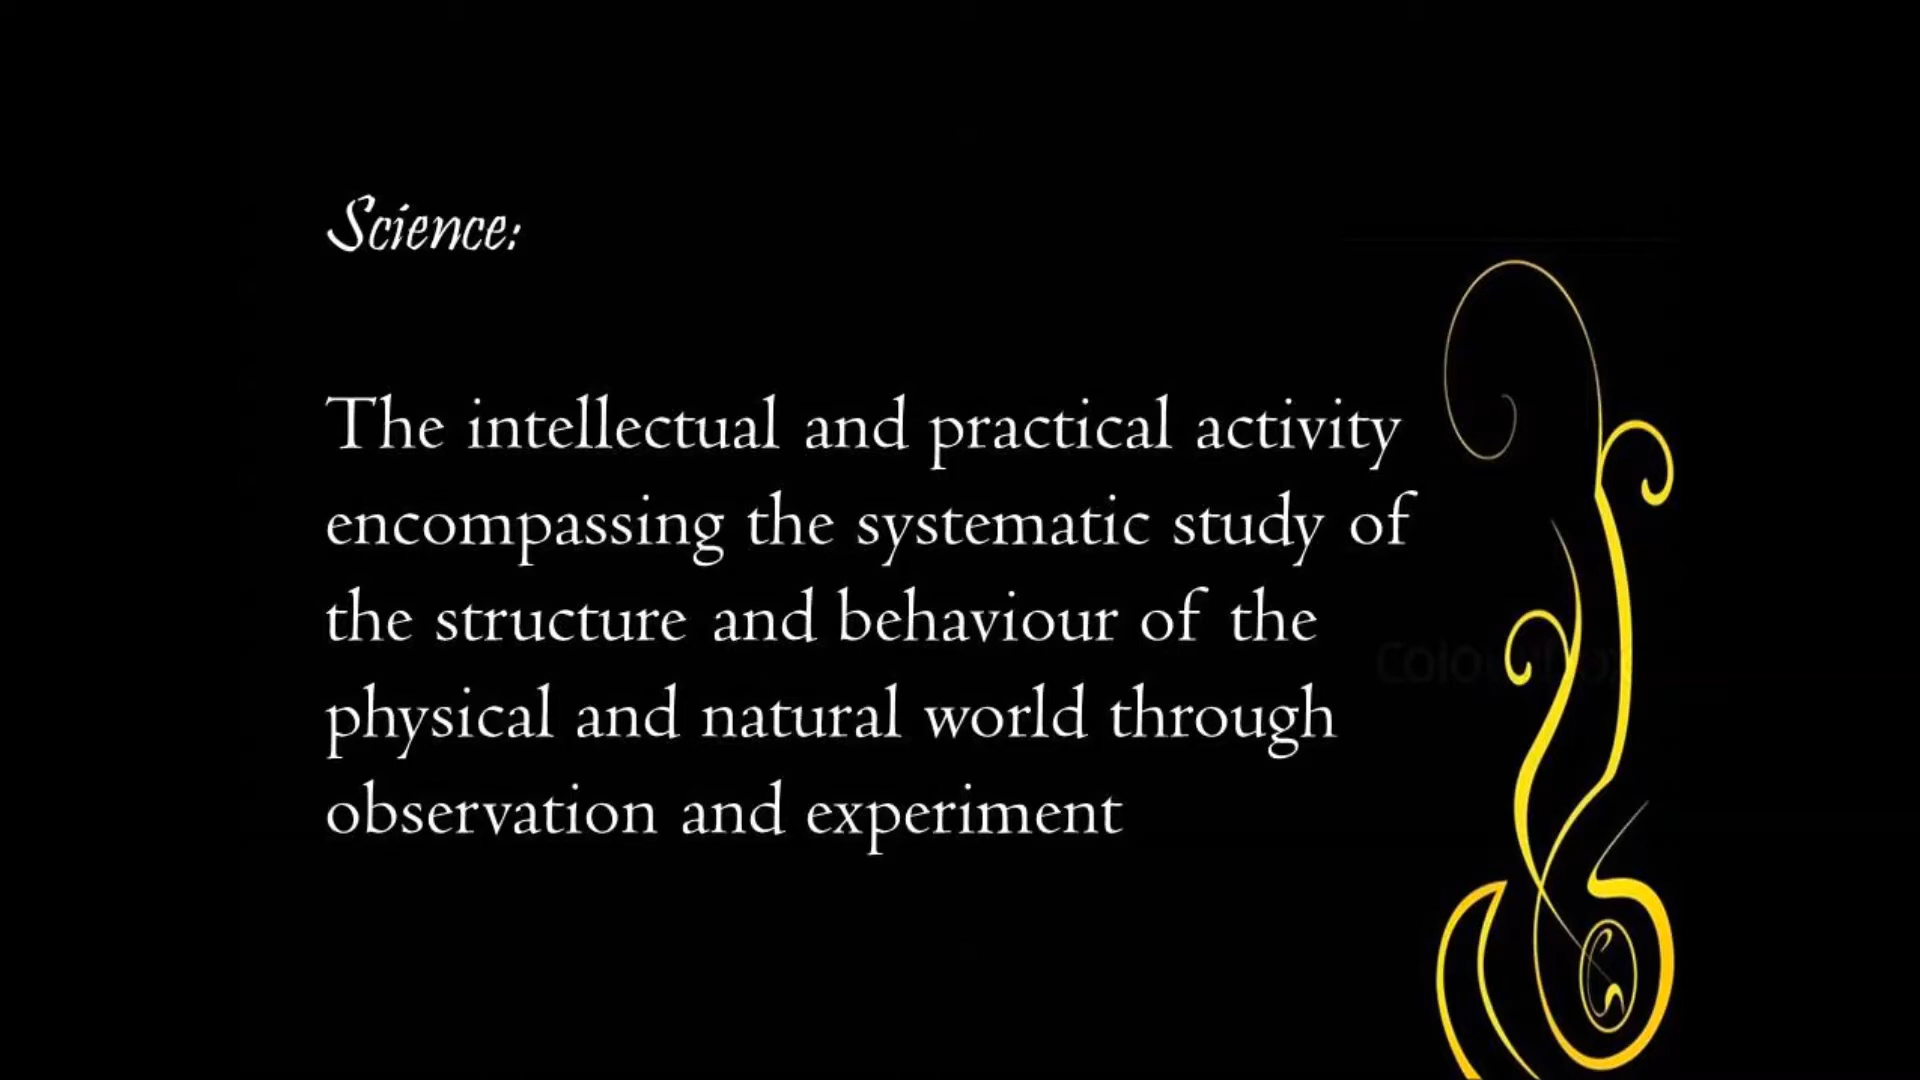 Science:
The intellectual and practical activity
encompassing the systematic study of
the structure and behaviour of the
physical and natural world through
observation and experiment